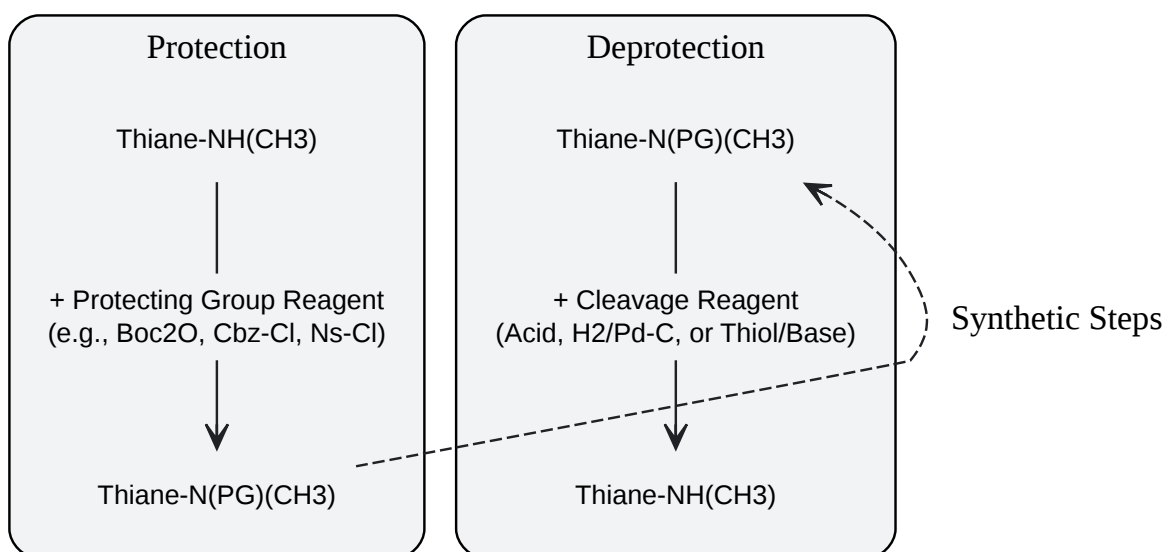 Protection
Thiane-NH(CH3)
+ Protecting Group Reagent
(e.g., Boc2O, Cbz-Cl, Ns-Cl)
Thiane-N(PG)(CH3)
Deprotection
Thiane-N(PG)(CH3)
+ Cleavage Reagent
(Acid, H2/Pd-C, or Thiol/Base)
Thiane-NH(CH3)
Synthetic Steps